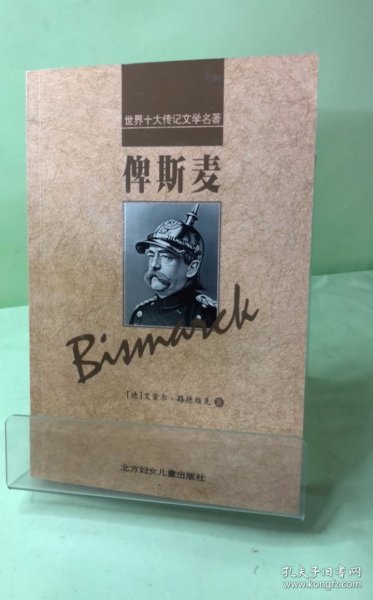 世界十大传记文学名著
俾斯麦
Bismarck
[德]艾密尔·路德维克 著
北方妇女儿童出版社
孔夫子旧书网
www.kongfz.com